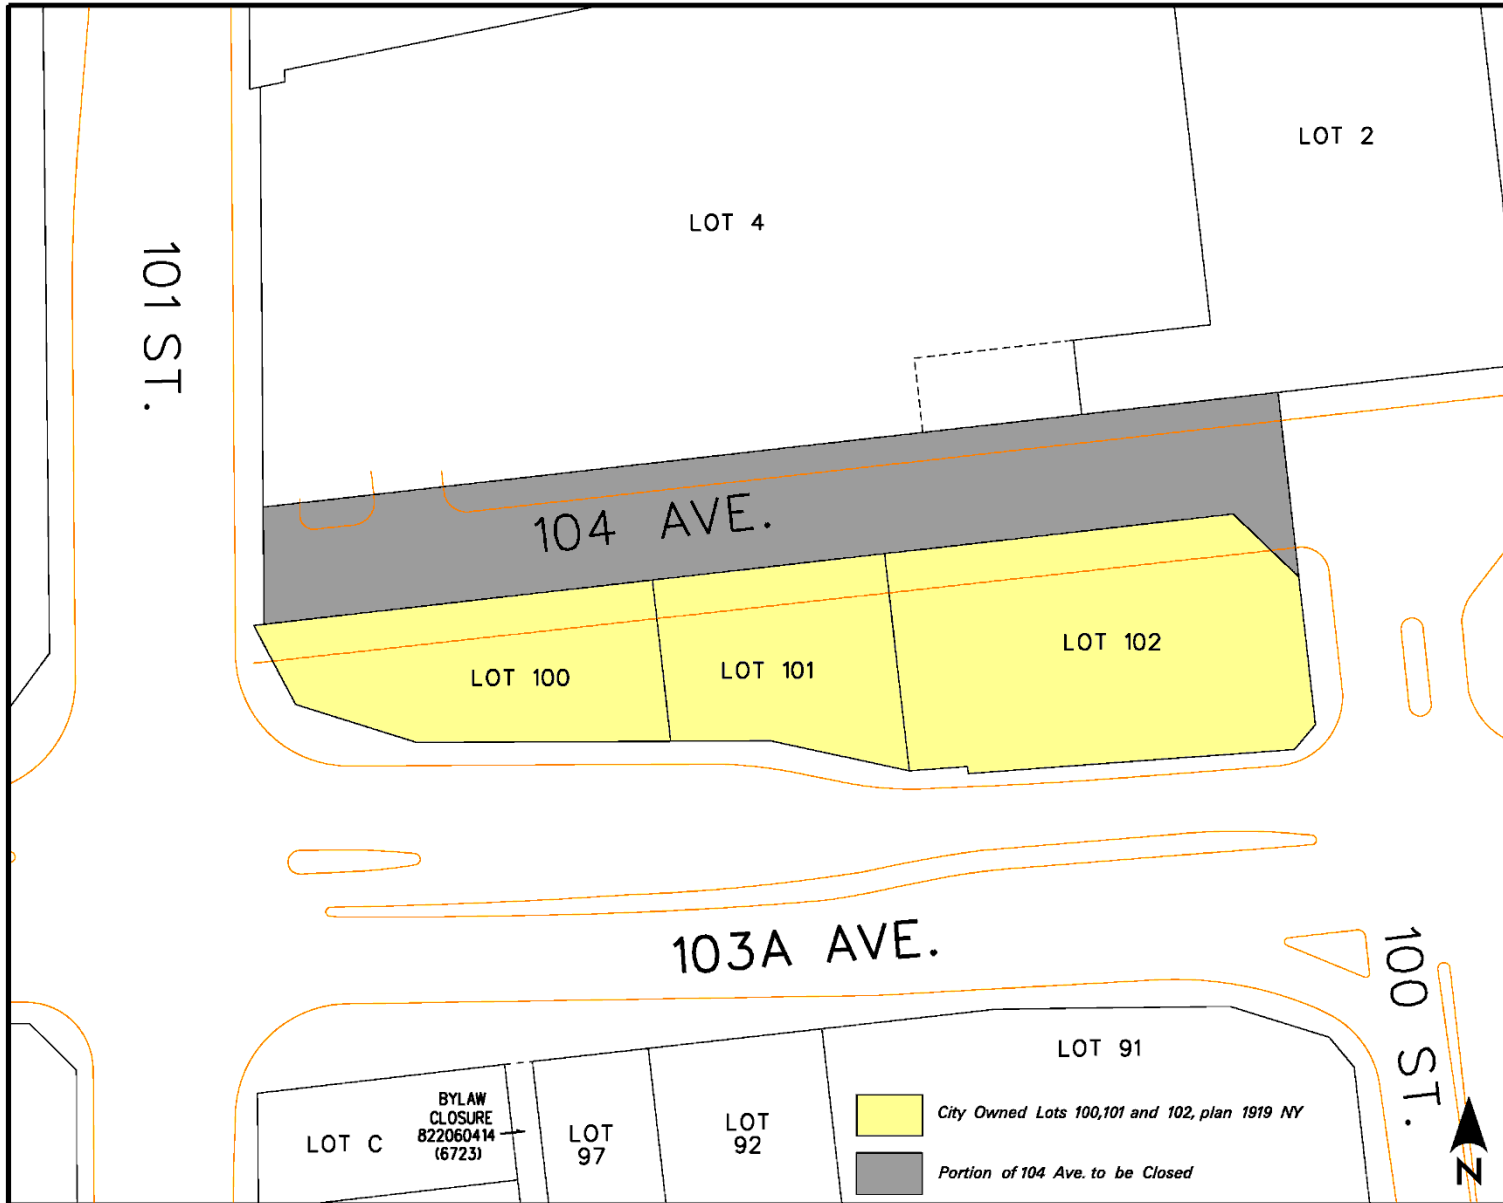 LOT 2
LOT 4
101 ST.
104 AVE.
LOT 102
LOT 101
LOT 100
103A AVE.
100 ST.
LOT 91
BYLAW
CLOSURE
822060414
(6723)
LOT C
LOT
97
LOT
92
City Owned Lots 100,101 and 102, plan 1919 NY
Portion of 104 Ave. to be Closed
N